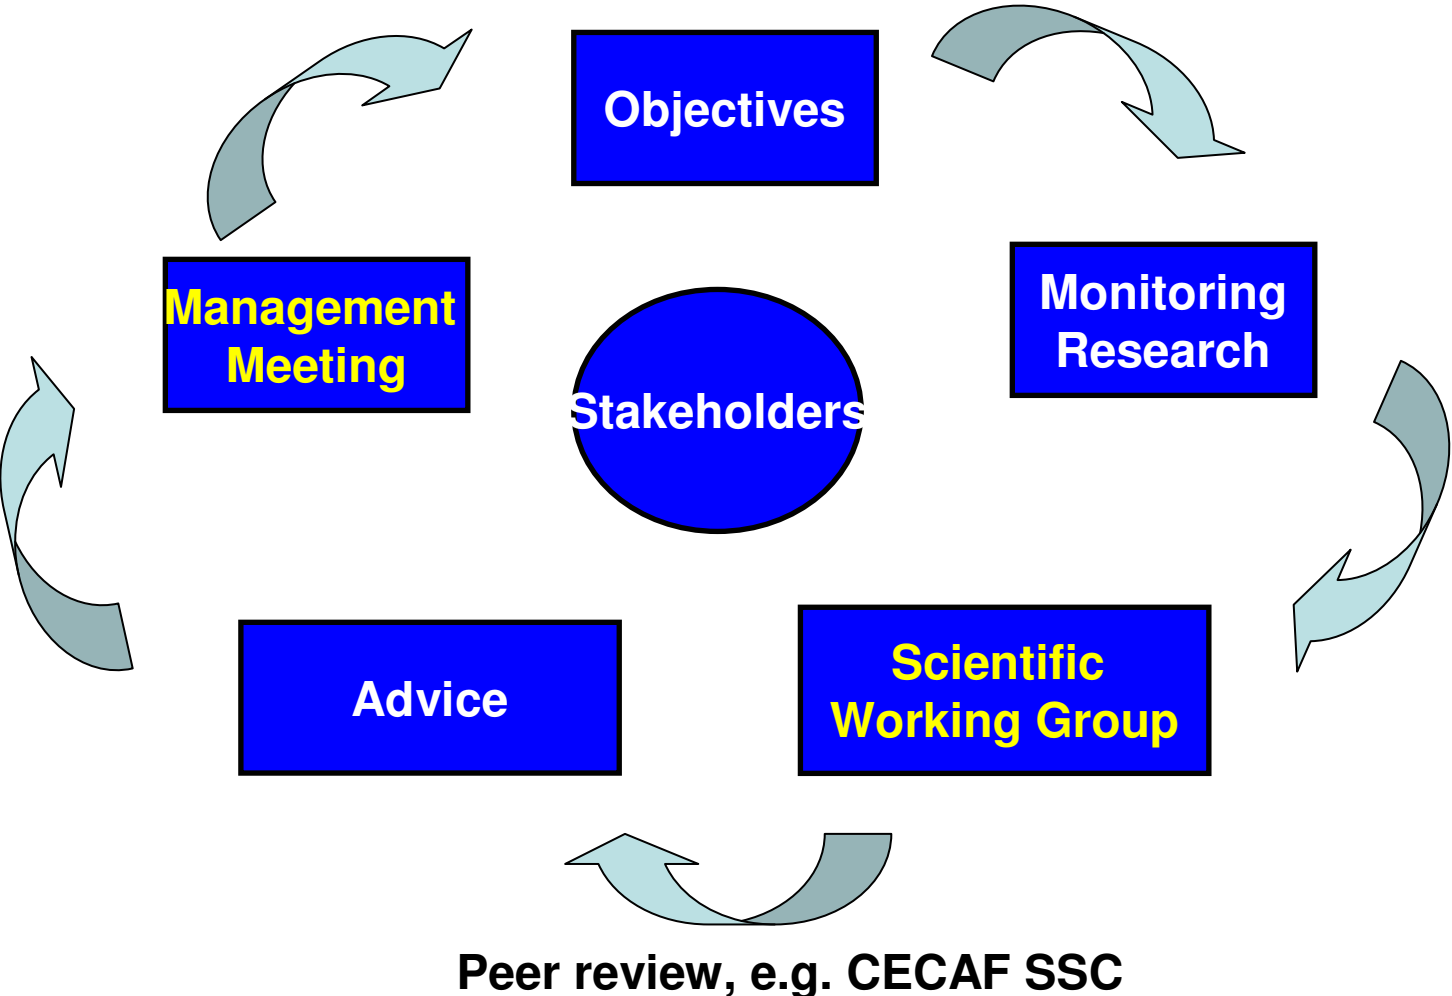 Objectives
Management
Meeting
Monitoring
Research
Stakeholders
Advice
Scientific
Working Group
Peer review, e.g. CECAF SSC